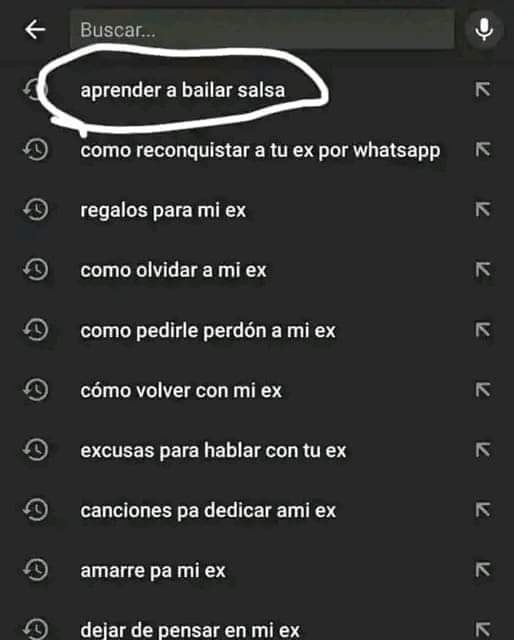 Buscar...
aprender a bailar salsa
como reconquistar a tu ex por whatsapp
regalos para mi ex
como olvidar a mi ex
como pedirle perdón a mi ex
cómo volver con mi ex
excusas para hablar con tu ex
canciones pa dedicar ami ex
amarre pa mi ex
dejar de pensar en mi ex